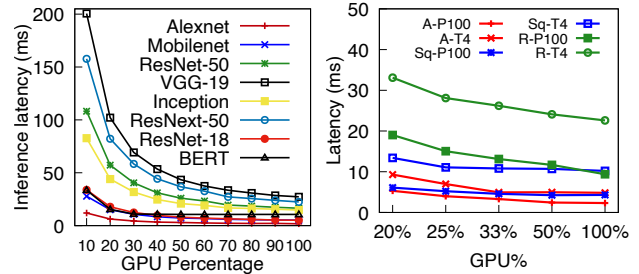 Inference latency (ms)
200
150
100
50
0
Alexnet
Mobilenet
ResNet-50
VGG-19
Inception
ResNext-50
ResNet-18
BERT
10 20 30 40 50 60 70 80 90 100
GPU Percentage
Latency (ms)
50
40
30
20
10
0
A-P100 Sq-T4
A-T4 R-P100
Sq-P100 R-T4
20% 25% 33% 50% 100%
GPU%